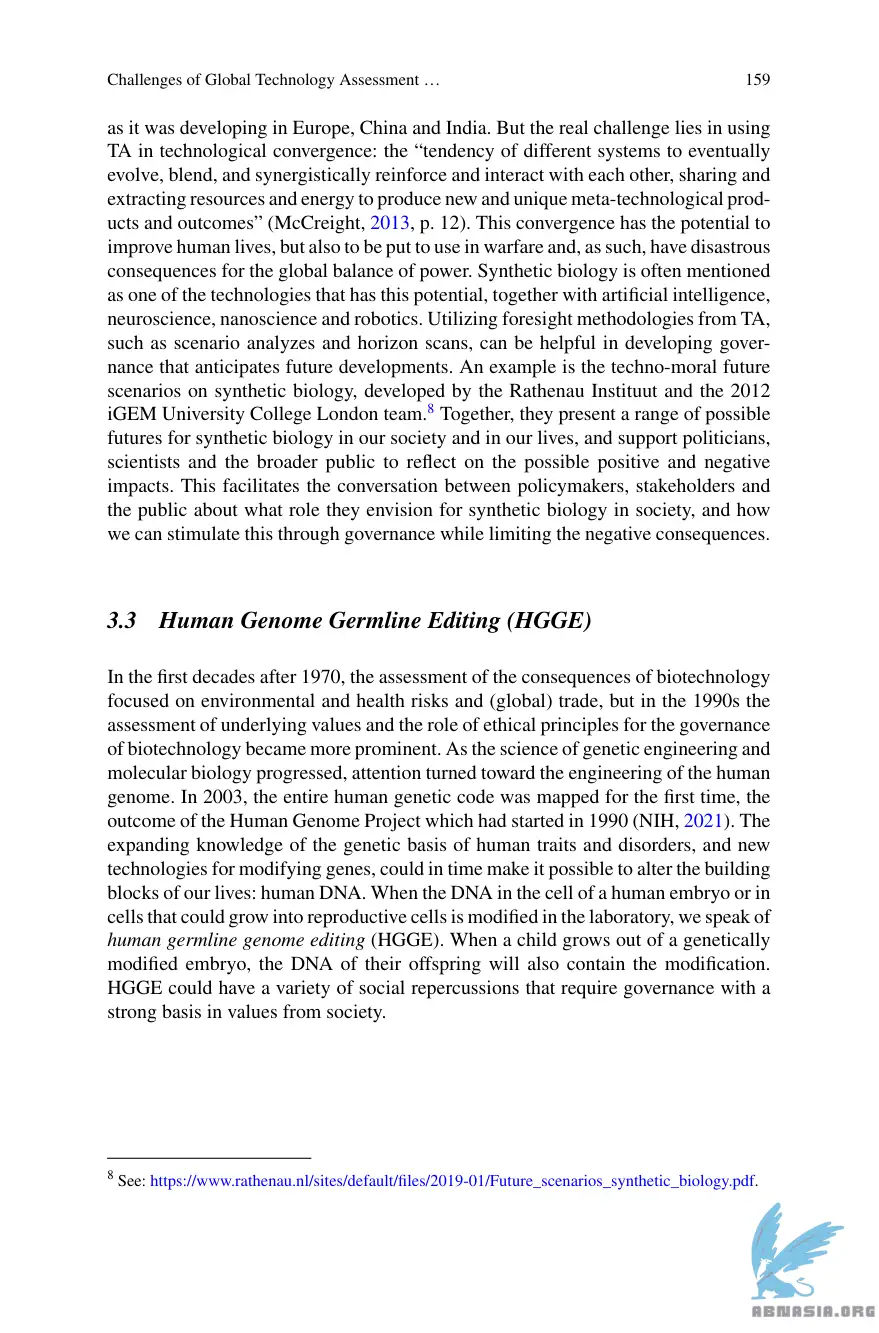 Challenges of Global Technology Assessment … 159
as it was developing in Europe, China and India. But the real challenge lies in using
TA in technological convergence: the “tendency of different systems to eventually
evolve, blend, and synergistically reinforce and interact with each other, sharing and
extracting resources and energy to produce new and unique meta-technological prod-
ucts and outcomes” (McCreight, 2013, p. 12). This convergence has the potential to
improve human lives, but also to be put to use in warfare and, as such, have disastrous
consequences for the global balance of power. Synthetic biology is often mentioned
as one of the technologies that has this potential, together with artificial intelligence,
neuroscience, nanoscience and robotics. Utilizing foresight methodologies from TA,
such as scenario analyzes and horizon scans, can be helpful in developing gover-
nance that anticipates future developments. An example is the techno-moral future
scenarios on synthetic biology, developed by the Rathenau Instituut and the 2012
iGEM University College London team.8 Together, they present a range of possible
futures for synthetic biology in our society and in our lives, and support politicians,
scientists and the broader public to reflect on the possible positive and negative
impacts. This facilitates the conversation between policymakers, stakeholders and
the public about what role they envision for synthetic biology in society, and how
we can stimulate this through governance while limiting the negative consequences.
3.3 Human Genome Germline Editing (HGGE)
In the first decades after 1970, the assessment of the consequences of biotechnology
focused on environmental and health risks and (global) trade, but in the 1990s the
assessment of underlying values and the role of ethical principles for the governance
of biotechnology became more prominent. As the science of genetic engineering and
molecular biology progressed, attention turned toward the engineering of the human
genome. In 2003, the entire human genetic code was mapped for the first time, the
outcome of the Human Genome Project which had started in 1990 (NIH, 2021). The
expanding knowledge of the genetic basis of human traits and disorders, and new
technologies for modifying genes, could in time make it possible to alter the building
blocks of our lives: human DNA. When the DNA in the cell of a human embryo or in
cells that could grow into reproductive cells is modified in the laboratory, we speak of
human germline genome editing (HGGE). When a child grows out of a genetically
modified embryo, the DNA of their offspring will also contain the modification.
HGGE could have a variety of social repercussions that require governance with a
strong basis in values from society.
8 See: https://www.rathenau.nl/sites/default/files/2019-01/Future_scenarios_synthetic_biology.pdf.
ABNASIA.ORG